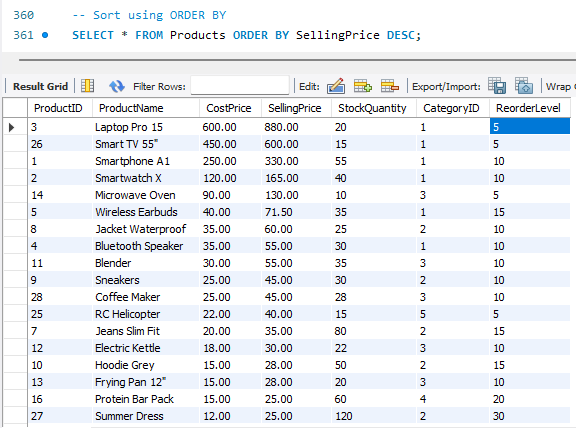 360 -- Sort using ORDER BY
361 SELECT * FROM Products ORDER BY SellingPrice DESC;
Result Grid Filter Rows: Edit: Export/Import: Wrap C
ProductID ProductName CostPrice SellingPrice StockQuantity CategoryID ReorderLevel
3 Laptop Pro 15 600.00 880.00 20 1 5
26 Smart TV 55" 450.00 600.00 15 1 5
1 Smartphone A1 250.00 330.00 55 1 10
2 Smartwatch X 120.00 165.00 40 1 10
14 Microwave Oven 90.00 130.00 10 3 5
5 Wireless Earbuds 40.00 71.50 35 1 15
8 Jacket Waterproof 35.00 60.00 25 2 10
4 Bluetooth Speaker 35.00 55.00 30 1 10
11 Blender 30.00 55.00 35 3 10
9 Sneakers 25.00 45.00 30 2 10
28 Coffee Maker 25.00 45.00 28 3 10
25 RC Helicopter 22.00 40.00 15 5 5
7 Jeans Slim Fit 20.00 35.00 80 2 15
12 Electric Kettle 18.00 30.00 22 3 10
10 Hoodie Grey 15.00 28.00 50 2 15
13 Frying Pan 12" 15.00 28.00 20 3 10
16 Protein Bar Pack 15.00 25.00 60 4 20
27 Summer Dress 12.00 25.00 120 2 30